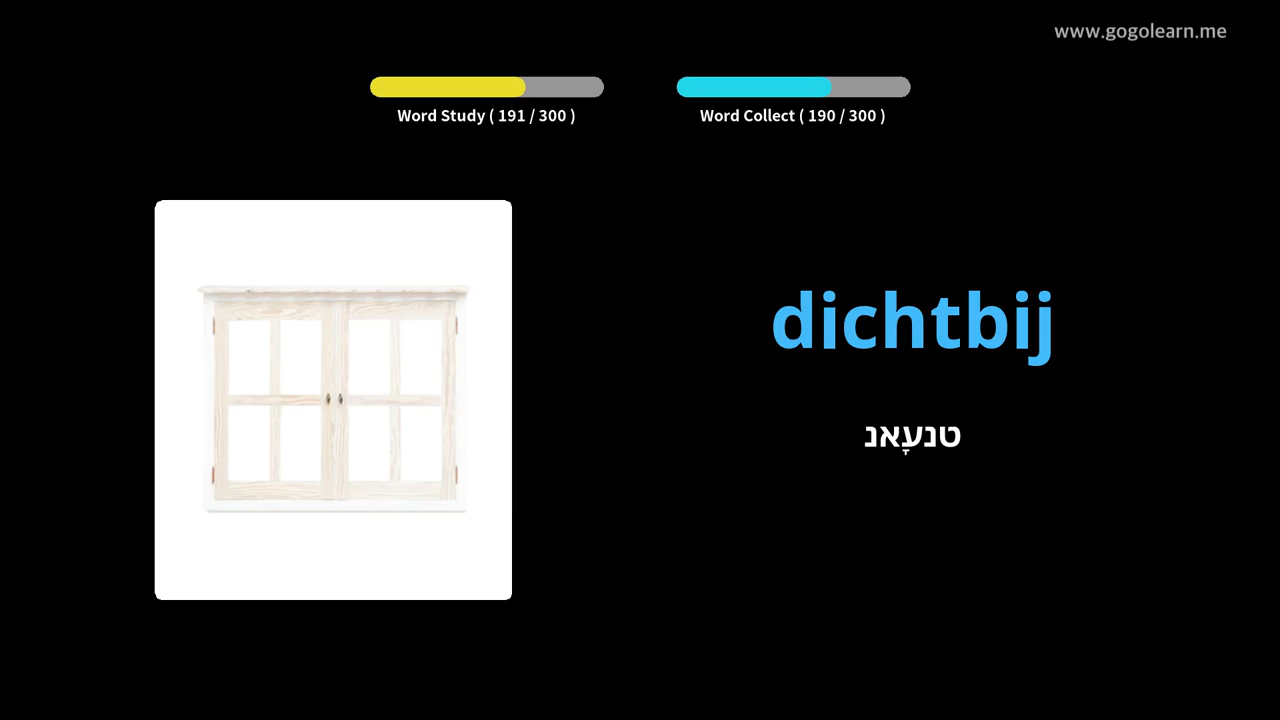 www.gogolearn.me
Word Study ( 191 / 300 )
Word Collect ( 190 / 300 )
dichtbij
טנעָאנ